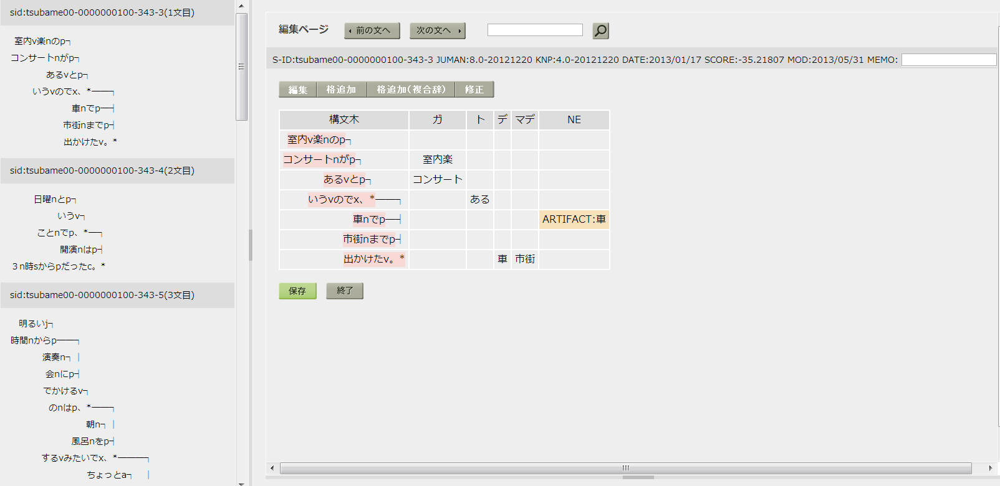 sid:tsubame00-0000000100-343-3(1文目)
室内v楽nのp┐
コンサートnがp┐
あるvとp┐
いうvのでx、*───┐
車nでp──┤
市街nまでp┤
出かけたv。*
sid:tsubame00-0000000100-343-4(2文目)
日曜nとp┐
いうv┐
ことnでp、*──┐
開演nはp┤
３n時sからpだったc。*
sid:tsubame00-0000000100-343-5(3文目)
明るいj┐
時間nからp───┐
演奏n┐ │
会nにp┤
でかけるv┐
のnはp、*───┐
朝n┐ │
風呂nをp┤
するvみたいでx、*────┐
ちょっとa┐ │
編集ページ 前の文へ 次の文へ
S-ID:tsubame00-0000000100-343-3 JUMAN:8.0-20121220 KNP:4.0-20121220 DATE:2013/01/17 SCORE:-35.21807 MOD:2013/05/31 MEMO:
編集 格追加 格追加(複合辞) 修正
構文木 ガ ト デ マデ NE
室内v楽nのp┐
コンサートnがp┐ 室内楽
あるvとp┐ コンサート
いうvのでx、*───┐ ある
車nでp──┤ ARTIFACT:車
市街nまでp┤
出かけたv。* 車 市街
保存 終了